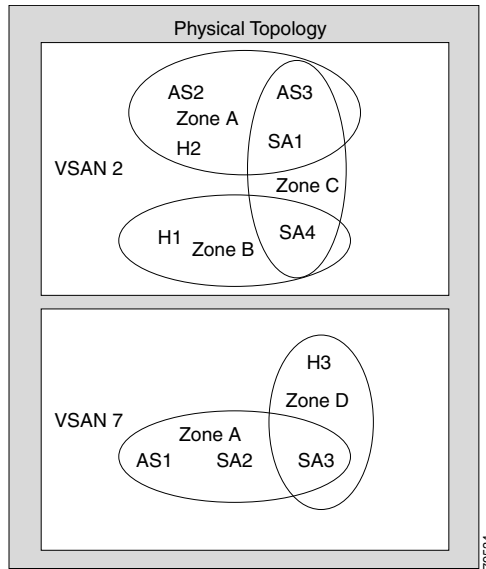 Physical Topology
AS2
AS3
Zone A
SA1
H2
VSAN 2
Zone C
H1
Zone B
SA4
H3
Zone D
VSAN 7
Zone A
AS1
SA2
SA3
79534